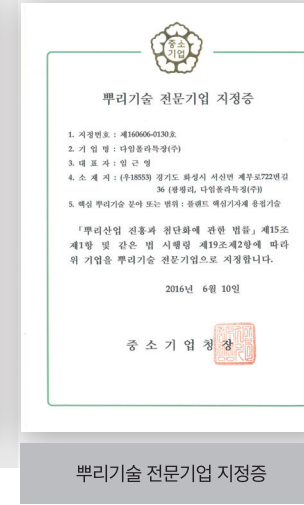 중소
기업
뿌리기술 전문기업 지정증
1. 지정번호 : 제160606-0130호
2. 기 업 명 : 다임폴라특장(수)
3. 대 표 자 : 임 근 영
4. 소 재 지 : (우18553) 경기도 화성시 서신면 제부로722번길
36 (광평리, 다임폴라특장(주))
5. 핵심 뿌리기술 분야 또는 범위 : 플랜트 핵심기자재 용접기술
「뿌리산업 진흥과 첨단화에 관한 법률」 제15조
제1항 및 같은 법 시행령 제19조제2항에 따라
위 기업을 뿌리기술 전문기업으로 지정합니다.
2016년 6월 10일
중 소 기 업 청 장
뿌리기술 전문기업 지정증